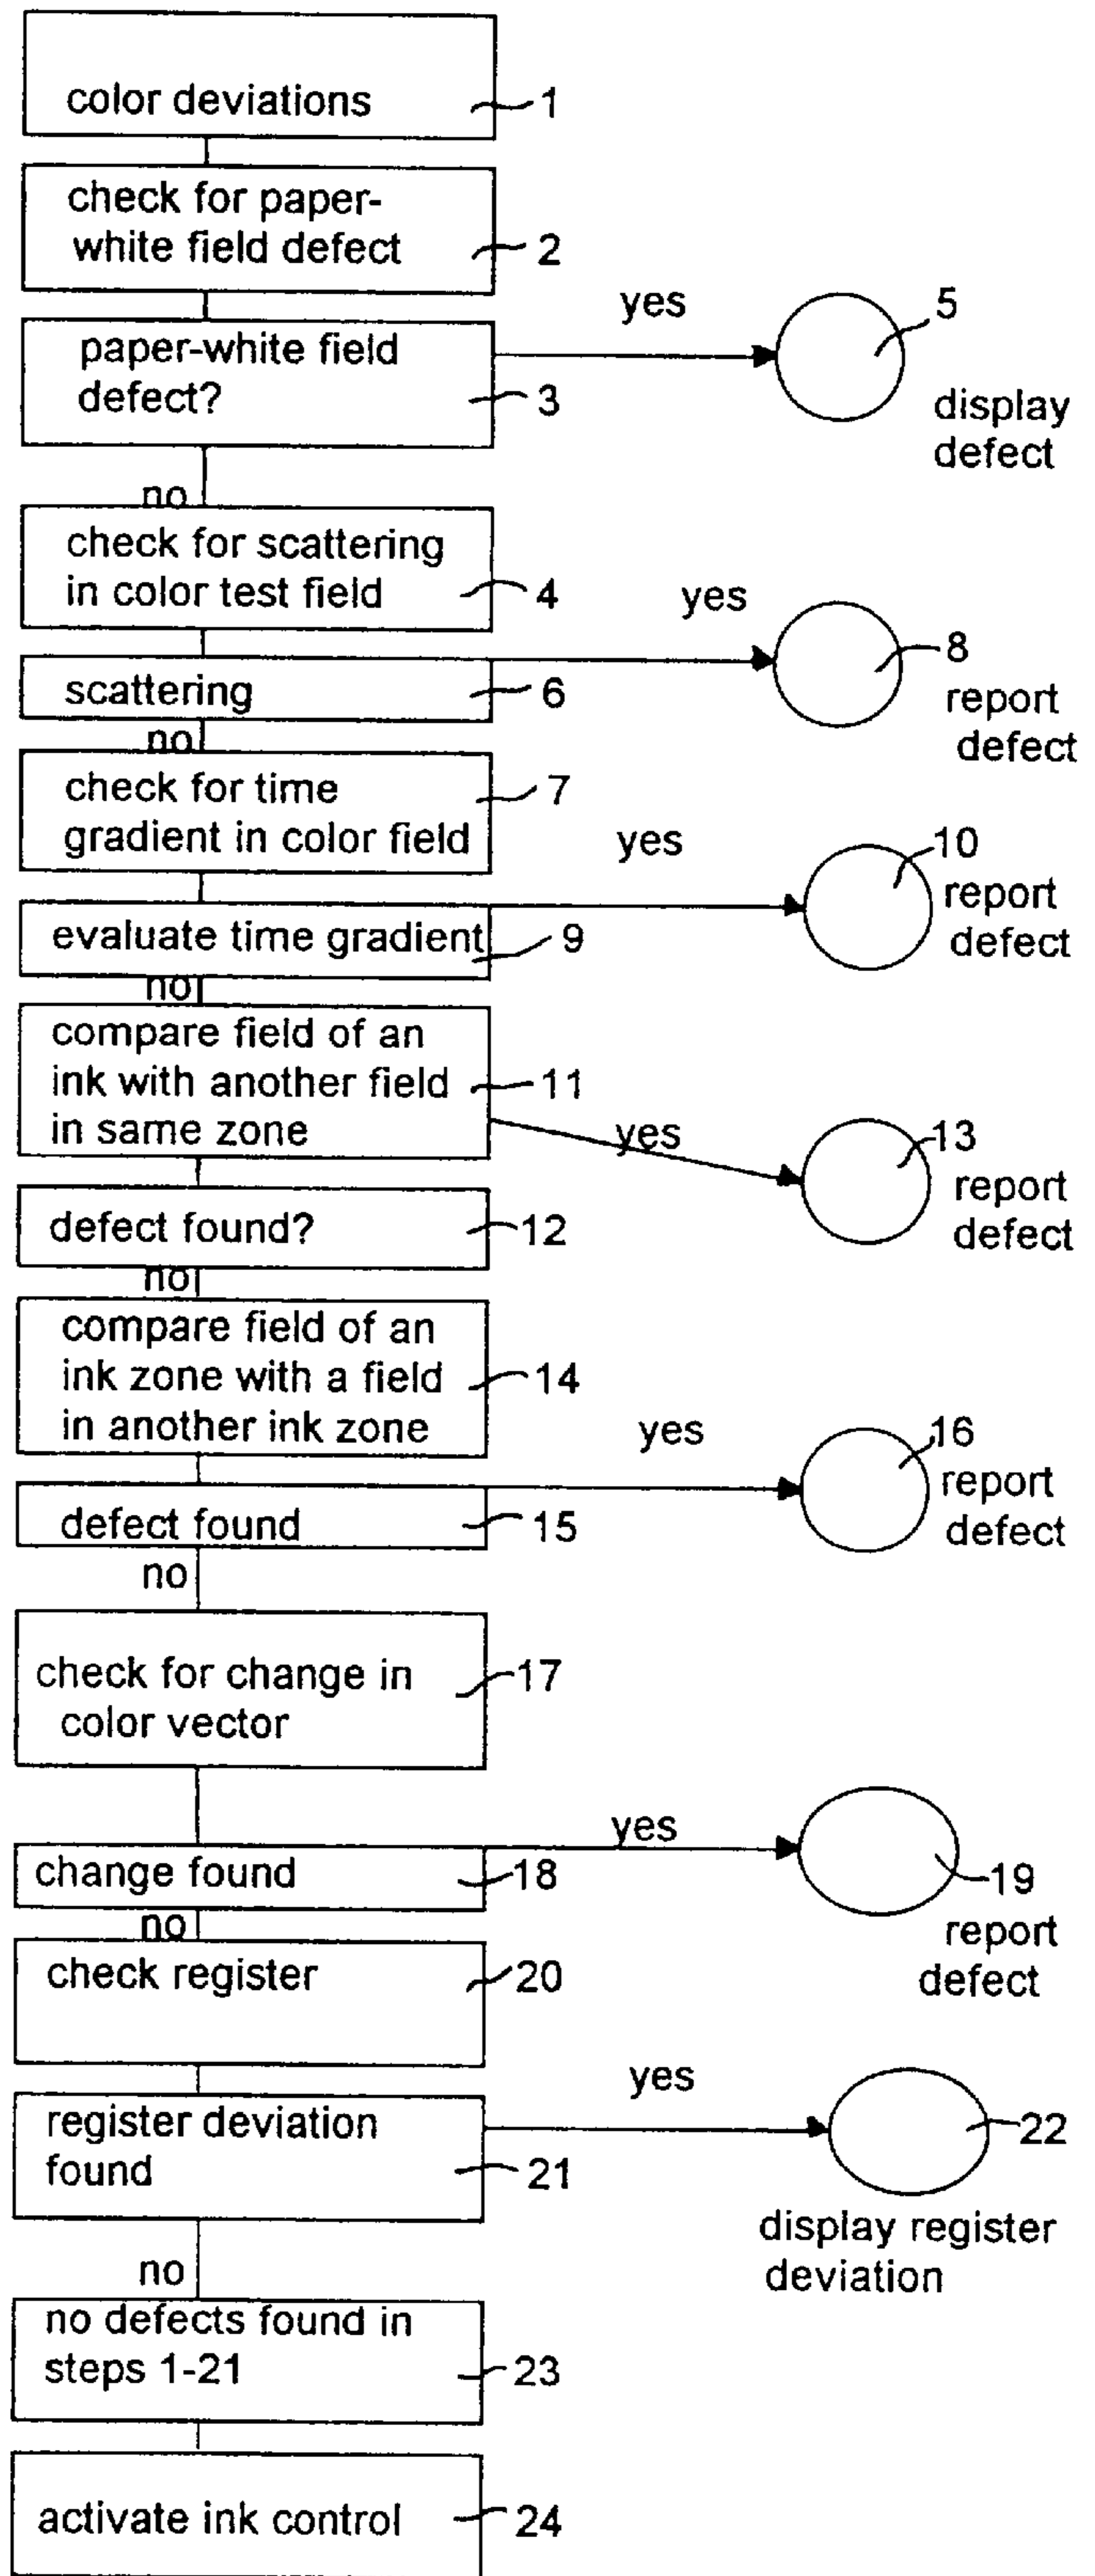 color deviations
1
check for paper-
white field defect
2
paper-white field
defect?
3
yes
5
display
defect
no
check for scattering
in color test field
4
scattering
6
yes
8
report
defect
no
check for time
gradient in color field
7
evaluate time gradient
9
yes
10
report
defect
no
compare field of an
ink with another field
in same zone
11
yes
13
report
defect
defect found?
12
no
compare field of an
ink zone with a field
in another ink zone
14
defect found
15
yes
16
report
defect
no
check for change in
color vector
17
change found
18
yes
19
report
defect
no
check register
20
register deviation
found
21
yes
22
display register
deviation
no
no defects found in
steps 1-21
23
activate ink control
24